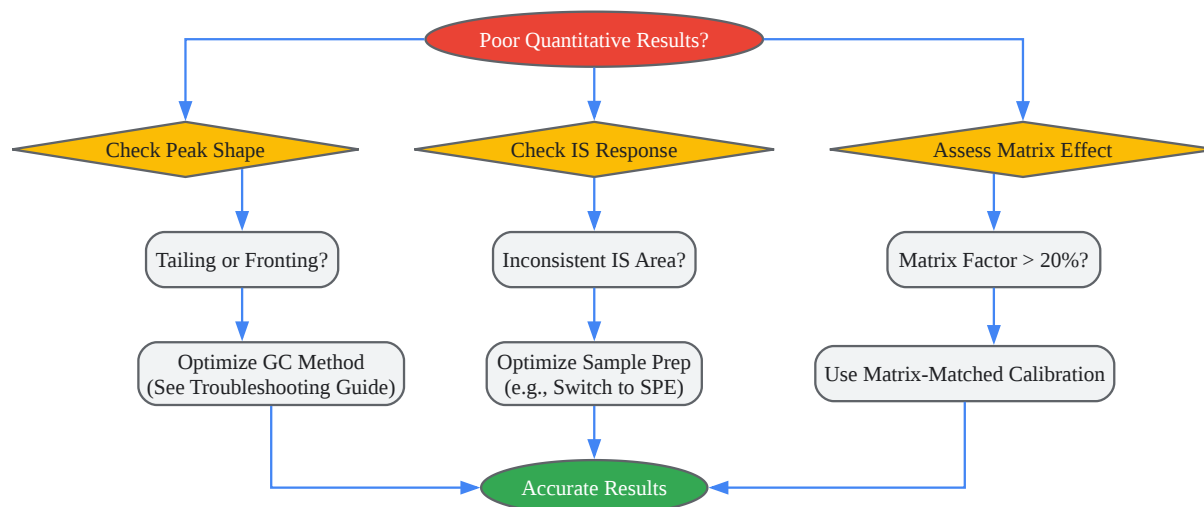 Poor Quantitative Results?
Check Peak Shape
Check IS Response
Assess Matrix Effect
Tailing or Fronting?
Inconsistent IS Area?
Matrix Factor > 20%?
Optimize GC Method
(See Troubleshooting Guide)
Optimize Sample Prep
(e.g., Switch to SPE)
Use Matrix-Matched Calibration
Accurate Results